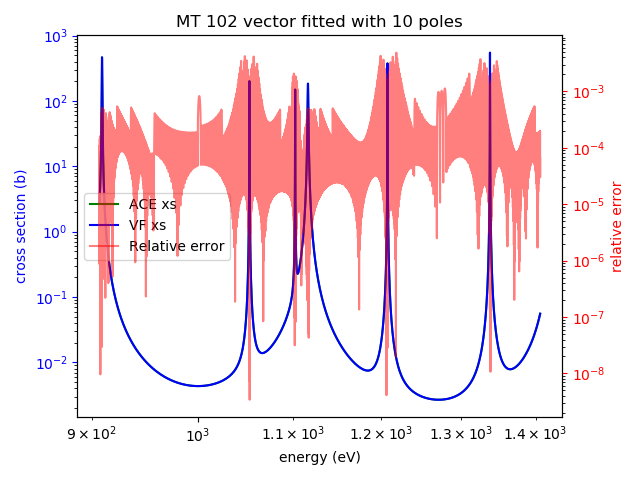 MT 102 vector fitted with 10 poles
10³
10²
10¹
10⁰
10⁻¹
10⁻²
cross section (b)
ACE xs
VF xs
Relative error
10⁻³
10⁻⁴
10⁻⁵
10⁻⁶
10⁻⁷
10⁻⁸
relative error
9 × 10² 10³ 1.1 × 10³ 1.2 × 10³ 1.3 × 10³ 1.4 × 10³
energy (eV)